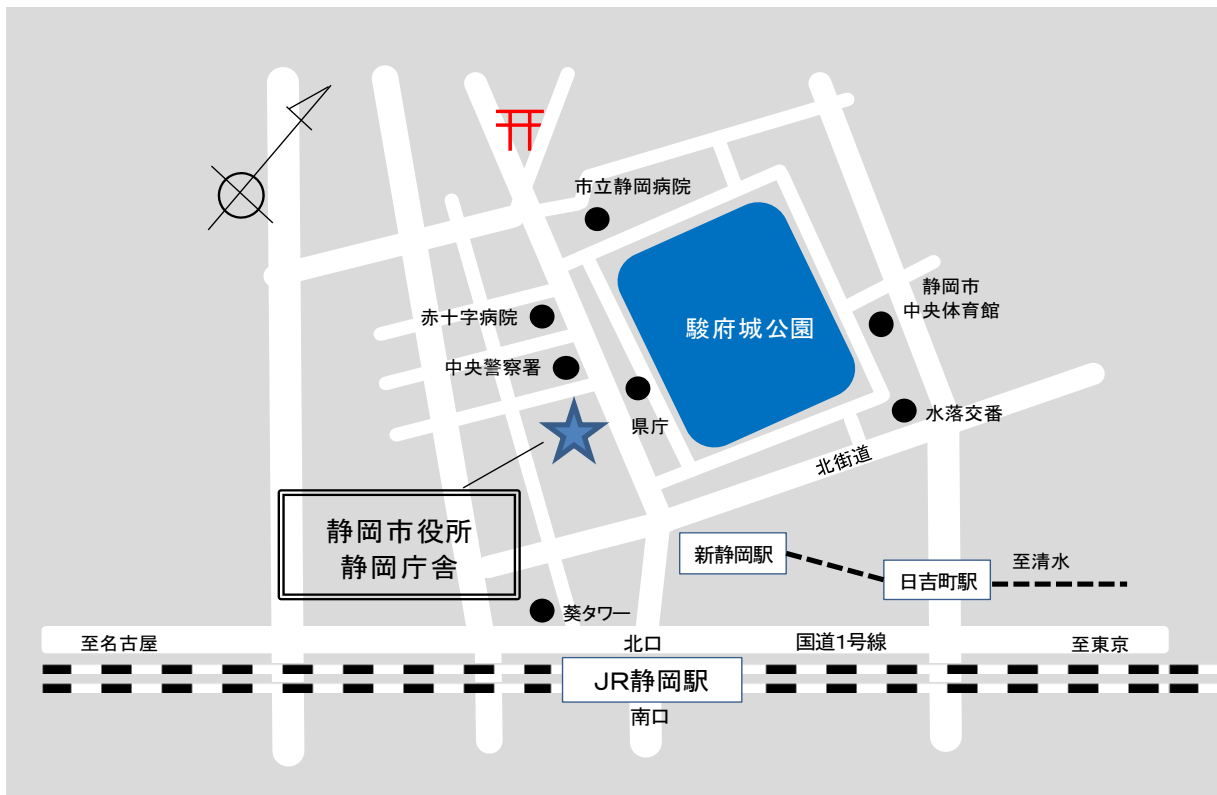 市立静岡病院
静岡市
中央体育館
赤十字病院
駿府城公園
中央警察署
県庁
水落交番
北街道
静岡市役所
静岡庁舎
新静岡駅
日吉町駅
至清水
葵タワー
至名古屋
北口
国道1号線
至東京
JR静岡駅
南口